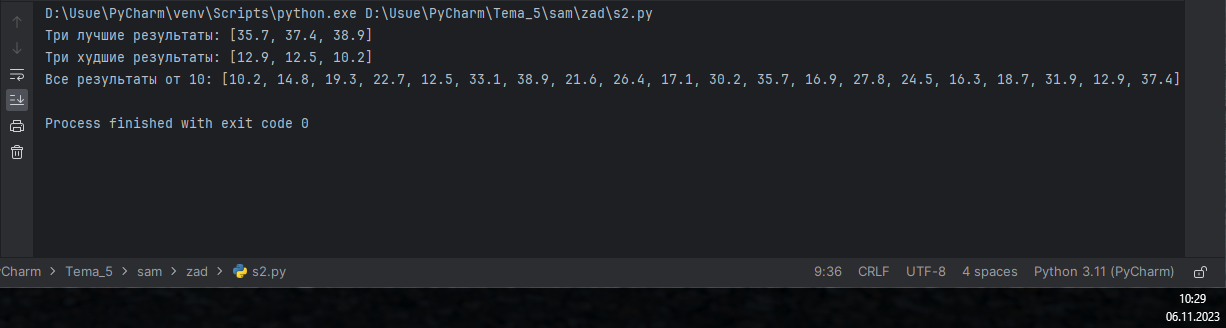 D:\Usue\PyCharm\venv\Scripts\python.exe D:\Usue\PyCharm\Tema_5\sam\zad\s2.py
Три лучшие результаты: [35.7, 37.4, 38.9]
Три худшие результаты: [12.9, 12.5, 10.2]
Все результаты от 10: [10.2, 14.8, 19.3, 22.7, 12.5, 33.1, 38.9, 21.6, 26.4, 17.1, 30.2, 35.7, 16.9, 27.8, 24.5, 16.3, 18.7, 31.9, 12.9, 37.4]
Process finished with exit code 0
yCharm > Tema_5 > sam > zad > s2.py 9:36 CRLF UTF-8 4 spaces Python 3.11 (PyCharm)
10:29
06.11.2023